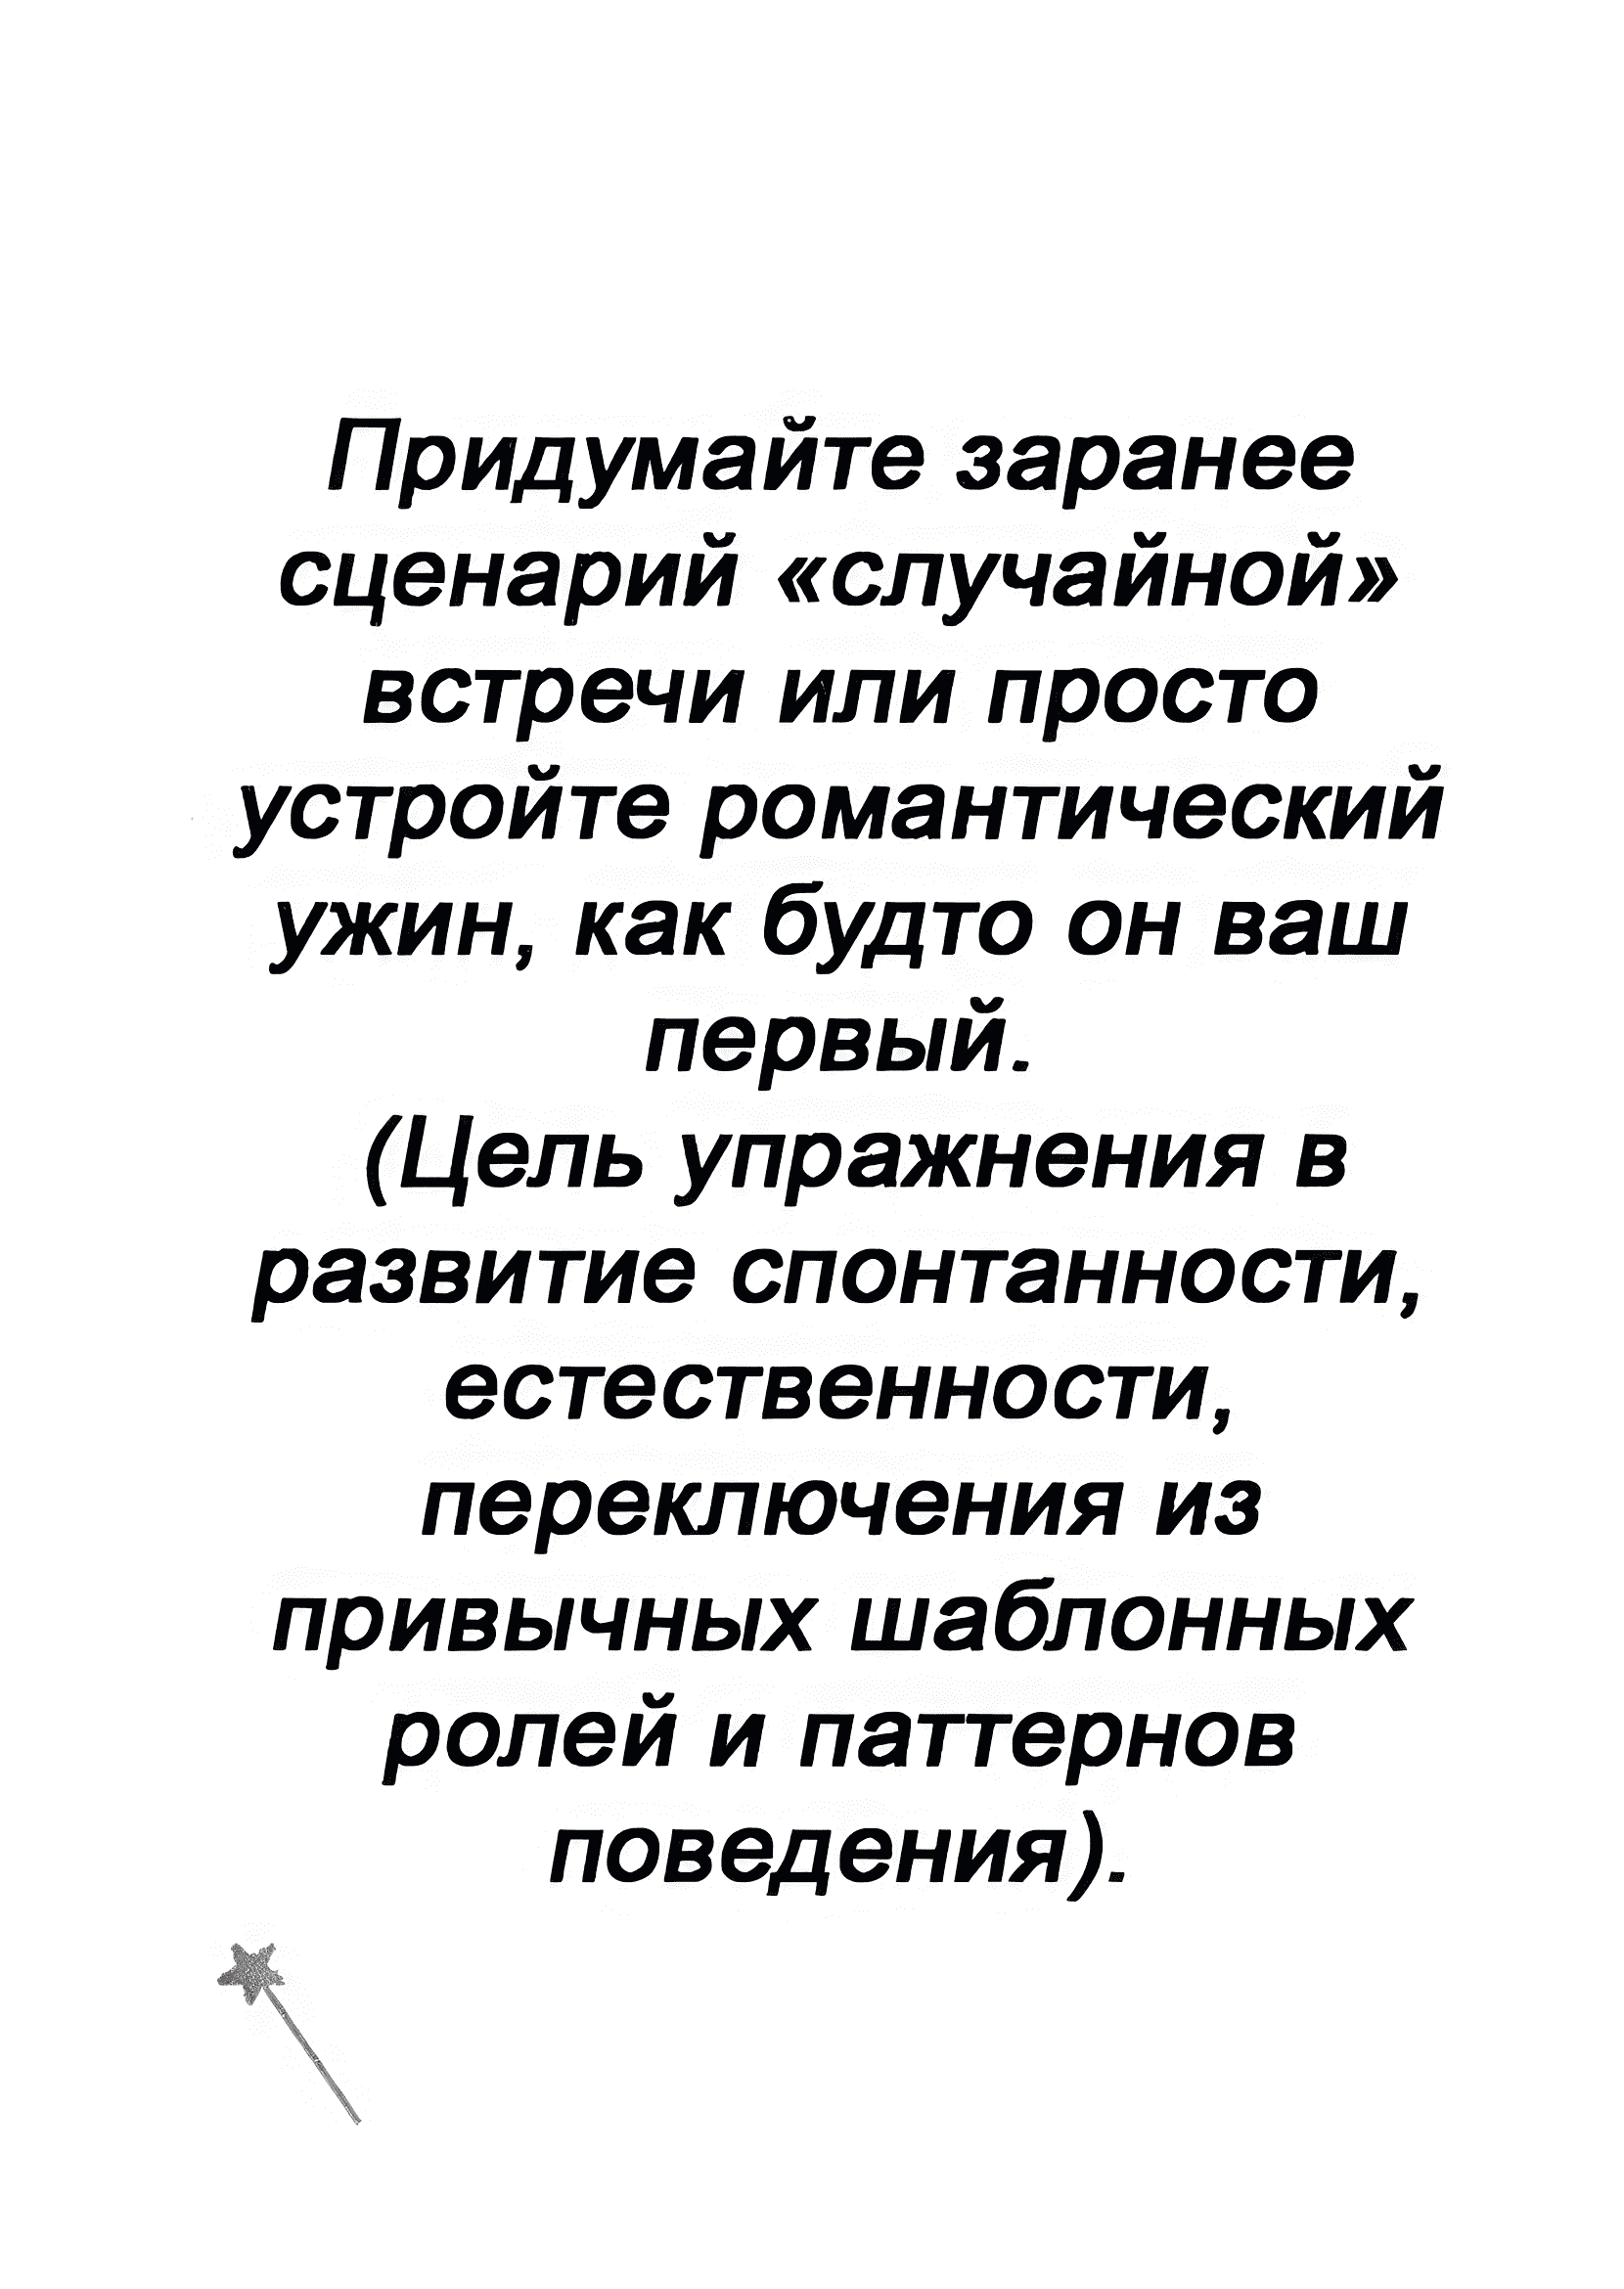 Придумайте заранее
сценарий «случайной»
встречи или просто
устройте романтический
ужин, как будто он ваш
первый.
(Цель упражнения в
развитие спонтанности,
естественности,
переключения из
привычных шаблонных
ролей и паттернов
поведения).